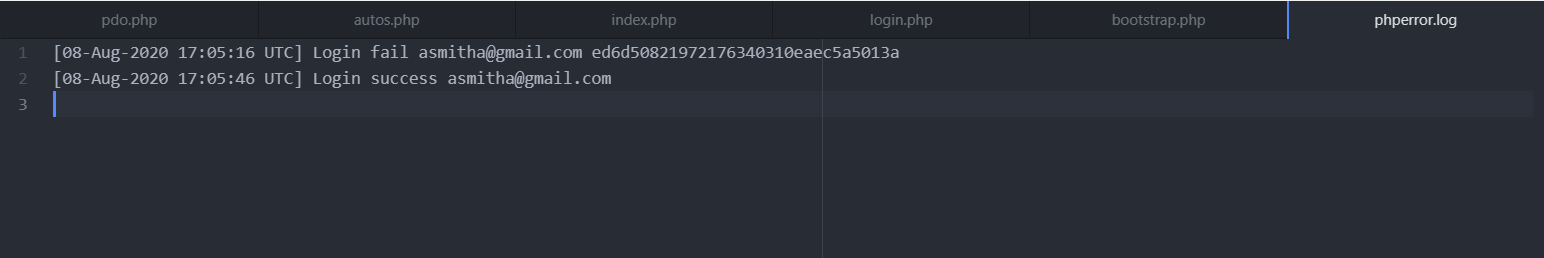 pdo.php autos.php index.php login.php bootstrap.php phperror.log
1 [08-Aug-2020 17:05:16 UTC] Login fail asmitha@gmail.com ed6d50821972176340310eaec5a5013a
2 [08-Aug-2020 17:05:46 UTC] Login success asmitha@gmail.com
3